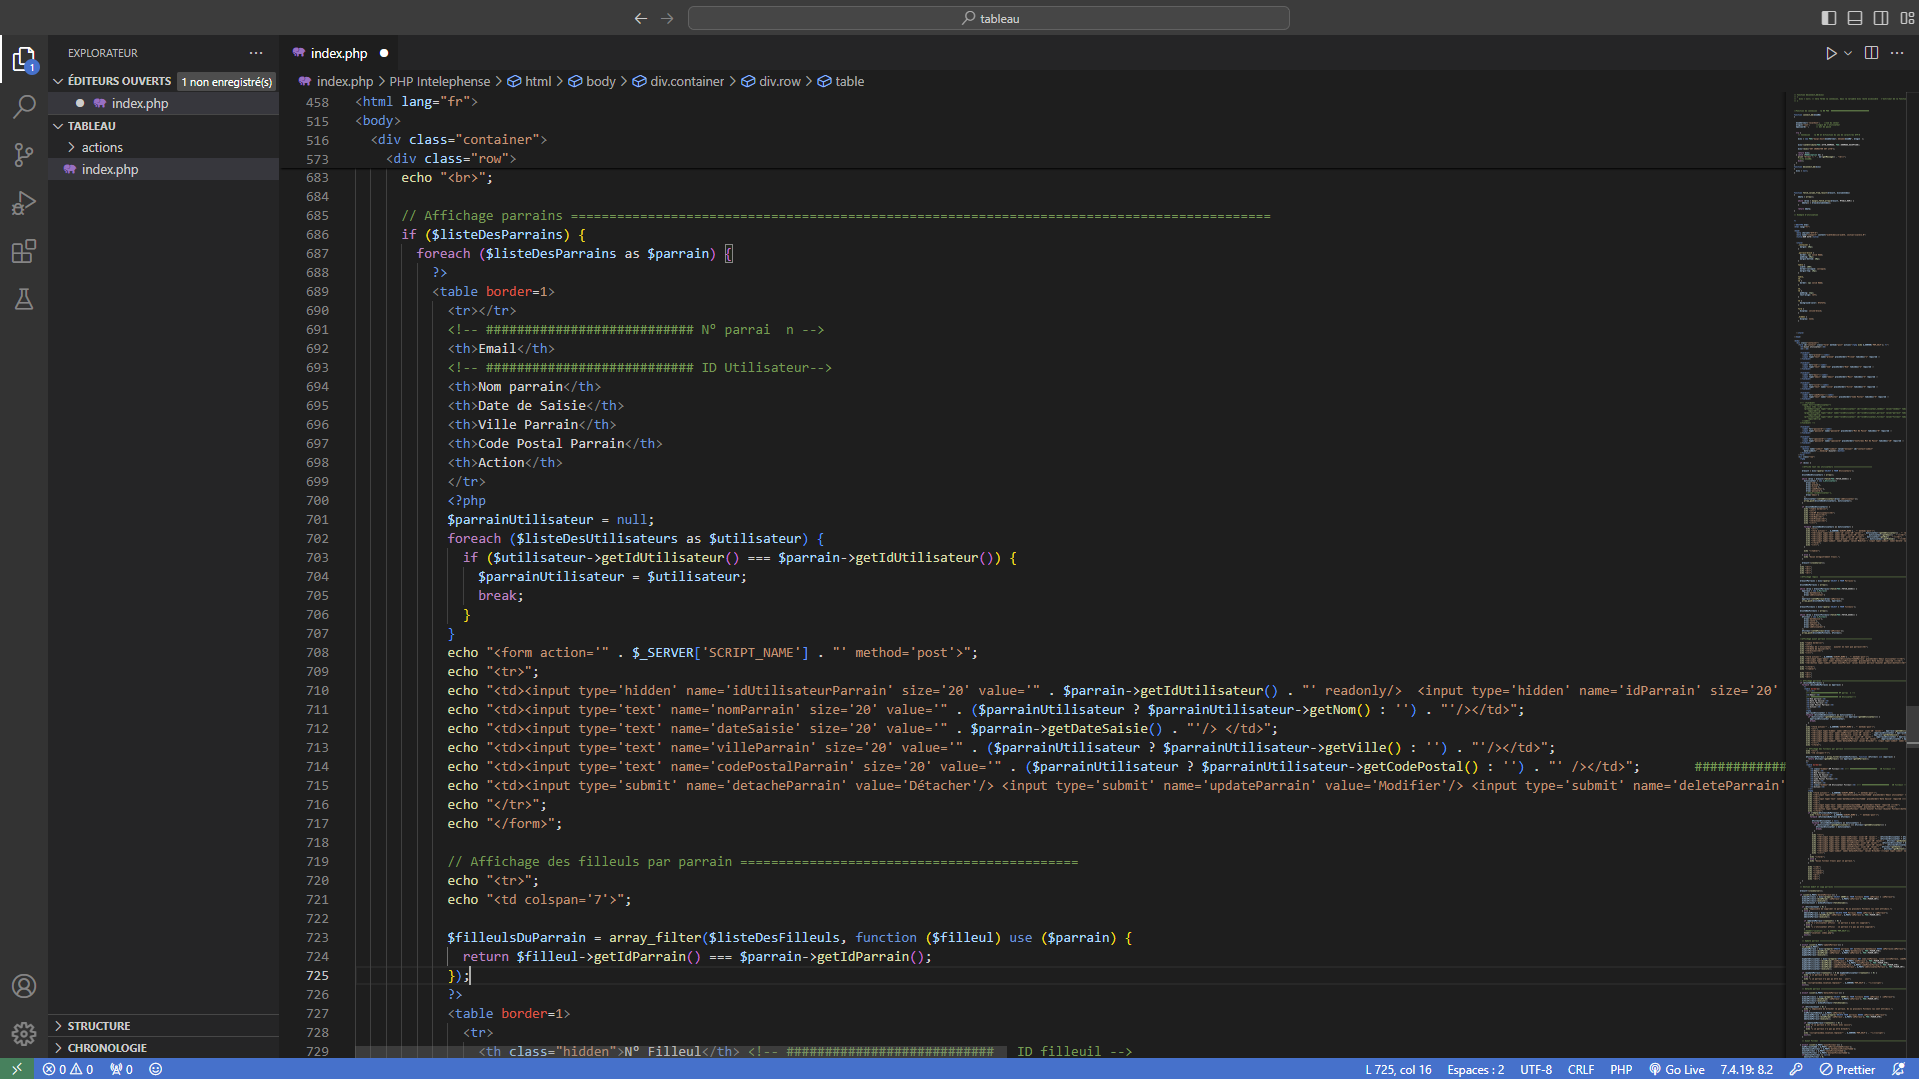 tableau
EXPLORATEUR
ÉDITEURS OUVERTS 1 non enregistré(s)
index.php
TABLEAU
actions
index.php
STRUCTURE
CHRONOLOGIE
index.php
index.php > PHP Intelephense > html > body > div.container > div.row > table
458 <html lang="fr">
515 <body>
516 <div class="container">
573 <div class="row">
683 echo "<br>";
684
685 // Affichage parrains ===========================================================================================
686 if ($listeDesParrains) {
687 foreach ($listeDesParrains as $parrain) {
688 ?>
689 <table border=1>
690 <tr></tr>
691 <!-- ########################### N° parrai  n -->
692 <th>Email</th>
693 <!-- ########################### ID Utilisateur-->
694 <th>Nom parrain</th>
695 <th>Date de Saisie</th>
696 <th>Ville Parrain</th>
697 <th>Code Postal Parrain</th>
698 <th>Action</th>
699 </tr>
700 <?php
701 $parrainUtilisateur = null;
702 foreach ($listeDesUtilisateurs as $utilisateur) {
703 if ($utilisateur->getIdUtilisateur() === $parrain->getIdUtilisateur()) {
704 $parrainUtilisateur = $utilisateur;
705 break;
706 }
707 }
708 echo "<form action='" . $_SERVER['SCRIPT_NAME'] . "' method='post'>";
709 echo "<tr>";
710 echo "<td><input type='hidden' name='idUtilisateurParrain' size='20' value='" . $parrain->getIdUtilisateur() . "' readonly/>  <input type='hidden' name='idParrain' size='20'
711 echo "<td><input type='text' name='nomParrain' size='20' value='" . ($parrainUtilisateur ? $parrainUtilisateur->getNom() : '') . "'/></td>";
712 echo "<td><input type='text' name='dateSaisie' size='20' value='" . $parrain->getDateSaisie() . "'/> </td>";
713 echo "<td><input type='text' name='villeParrain' size='20' value='" . ($parrainUtilisateur ? $parrainUtilisateur->getVille() : '') . "'/></td>";
714 echo "<td><input type='text' name='codePostalParrain' size='20' value='" . ($parrainUtilisateur ? $parrainUtilisateur->getCodePostal() : '') . "' /></td>"; ############
715 echo "<td><input type='submit' name='detacheParrain' value='Détacher'/> <input type='submit' name='updateParrain' value='Modifier'/> <input type='submit' name='deleteParrain'
716 echo "</tr>";
717 echo "</form>";
718
719 // Affichage des filleuls par parrain ============================================
720 echo "<tr>";
721 echo "<td colspan='7'>";
722
723 $filleulsDuParrain = array_filter($listeDesFilleuls, function ($filleul) use ($parrain) {
724 return $filleul->getIdParrain() === $parrain->getIdParrain();
725 });
726 ?>
727 <table border=1>
728 <tr>
729 <th class="hidden">N° Filleul</th> <!-- ########################### ID filleuil -->
0 0 0 L 725, col 16 Espaces : 2 UTF-8 CRLF PHP Go Live 7.4.19: 8.2 Prettier